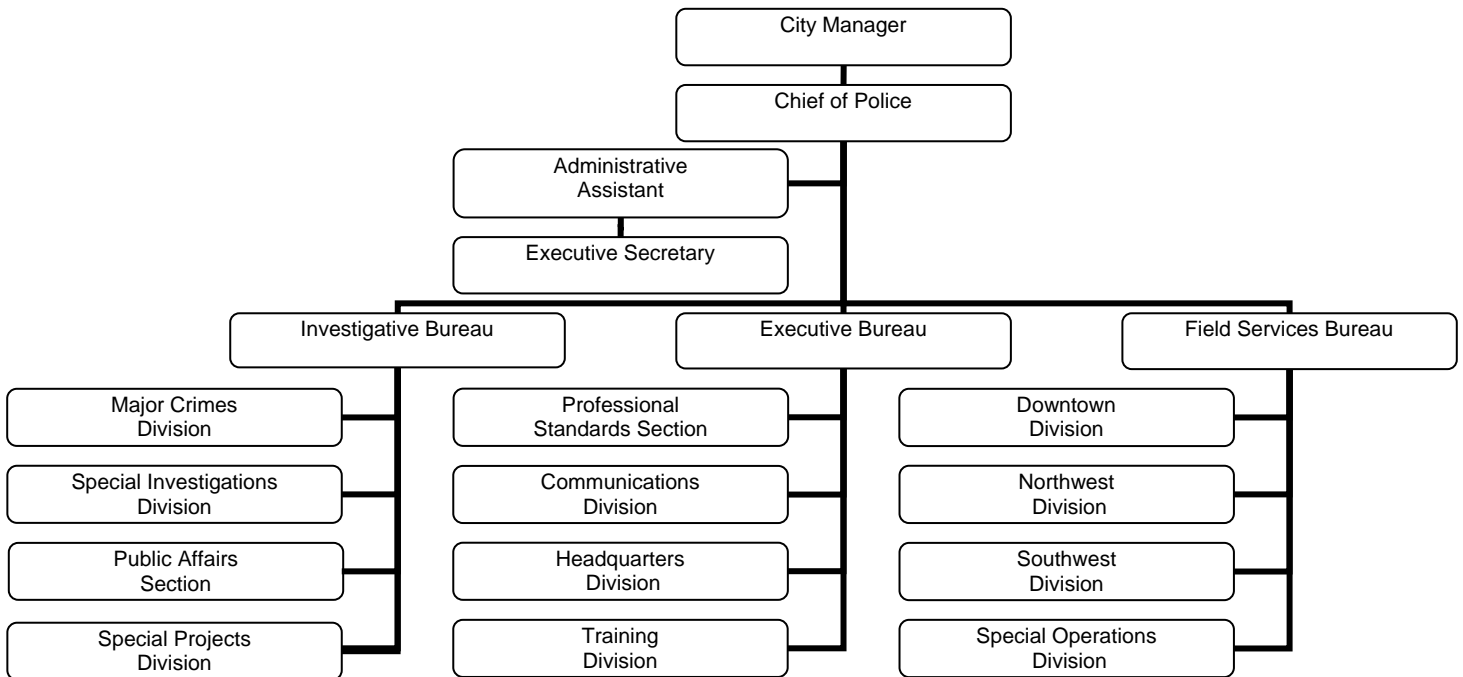 City Manager
Chief of Police
Administrative
Assistant
Executive Secretary
Investigative Bureau
Executive Bureau
Field Services Bureau
Major Crimes
Division
Special Investigations
Division
Public Affairs
Section
Special Projects
Division
Professional
Standards Section
Communications
Division
Headquarters
Division
Training
Division
Downtown
Division
Northwest
Division
Southwest
Division
Special Operations
Division